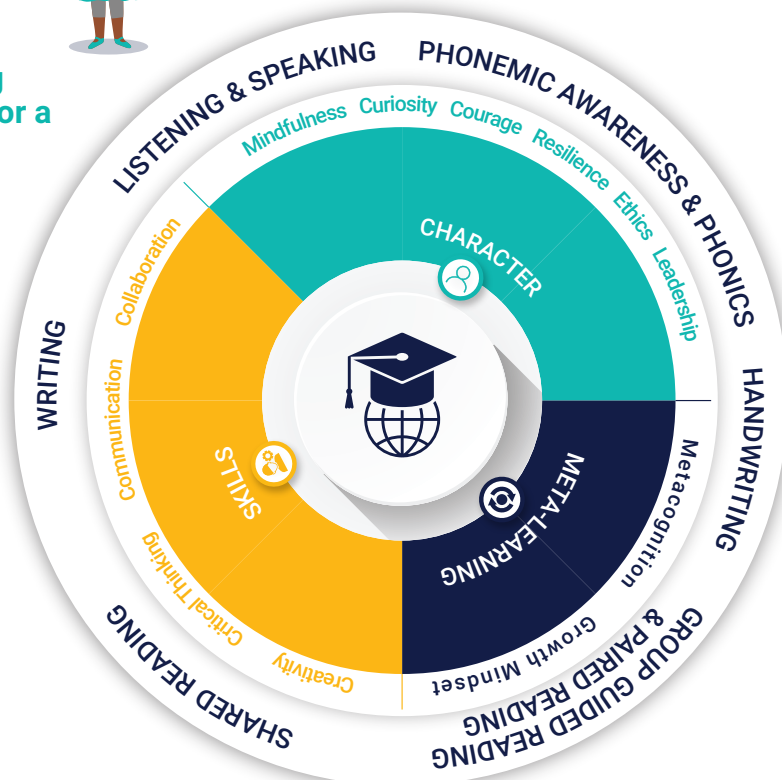 or a
LISTENING & SPEAKING
PHONEMIC AWARENESS & PHONICS
HANDWRITING
GROUP GUIDED READING
& PAIRED READING
SHARED READING
WRITING
Mindfulness
Curiosity
Courage
Resilience
Ethics
Leadership
Metacognition
Growth Mindset
Creativity
Critical Thinking
Communication
Collaboration
CHARACTER
META-LEARNING
SKILLS